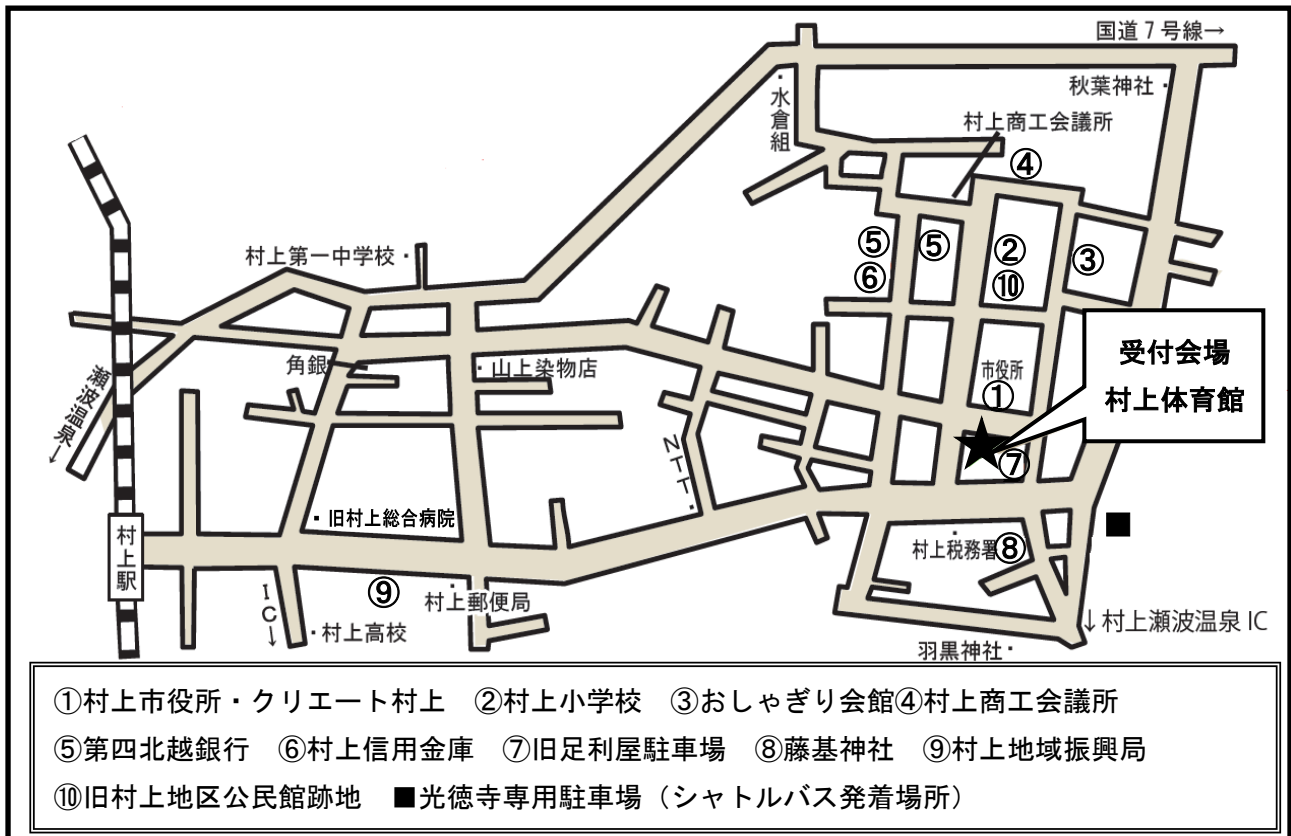 国道7号線→
秋葉神社
水倉組
村上商工会議所
④
⑤
⑤
②
③
⑥
⑩
村上第一中学校
受付会場
村上体育館
市役所
①
角銀
山上染物店
瀬波温泉→
NTT
⑦
旧村上総合病院
村上税務署
⑧
村上駅
⑨
IC→
村上郵便局
村上高校
↓村上瀬波温泉IC
羽黒神社
①村上市役所・クリエート村上 ②村上小学校 ③おしゃぎり会館④村上商工会議所
⑤第四北越銀行 ⑥村上信用金庫 ⑦旧足利屋駐車場 ⑧藤基神社 ⑨村上地域振興局
⑩旧村上地区公民館跡地 ■光徳寺専用駐車場（シャトルバス発着場所）